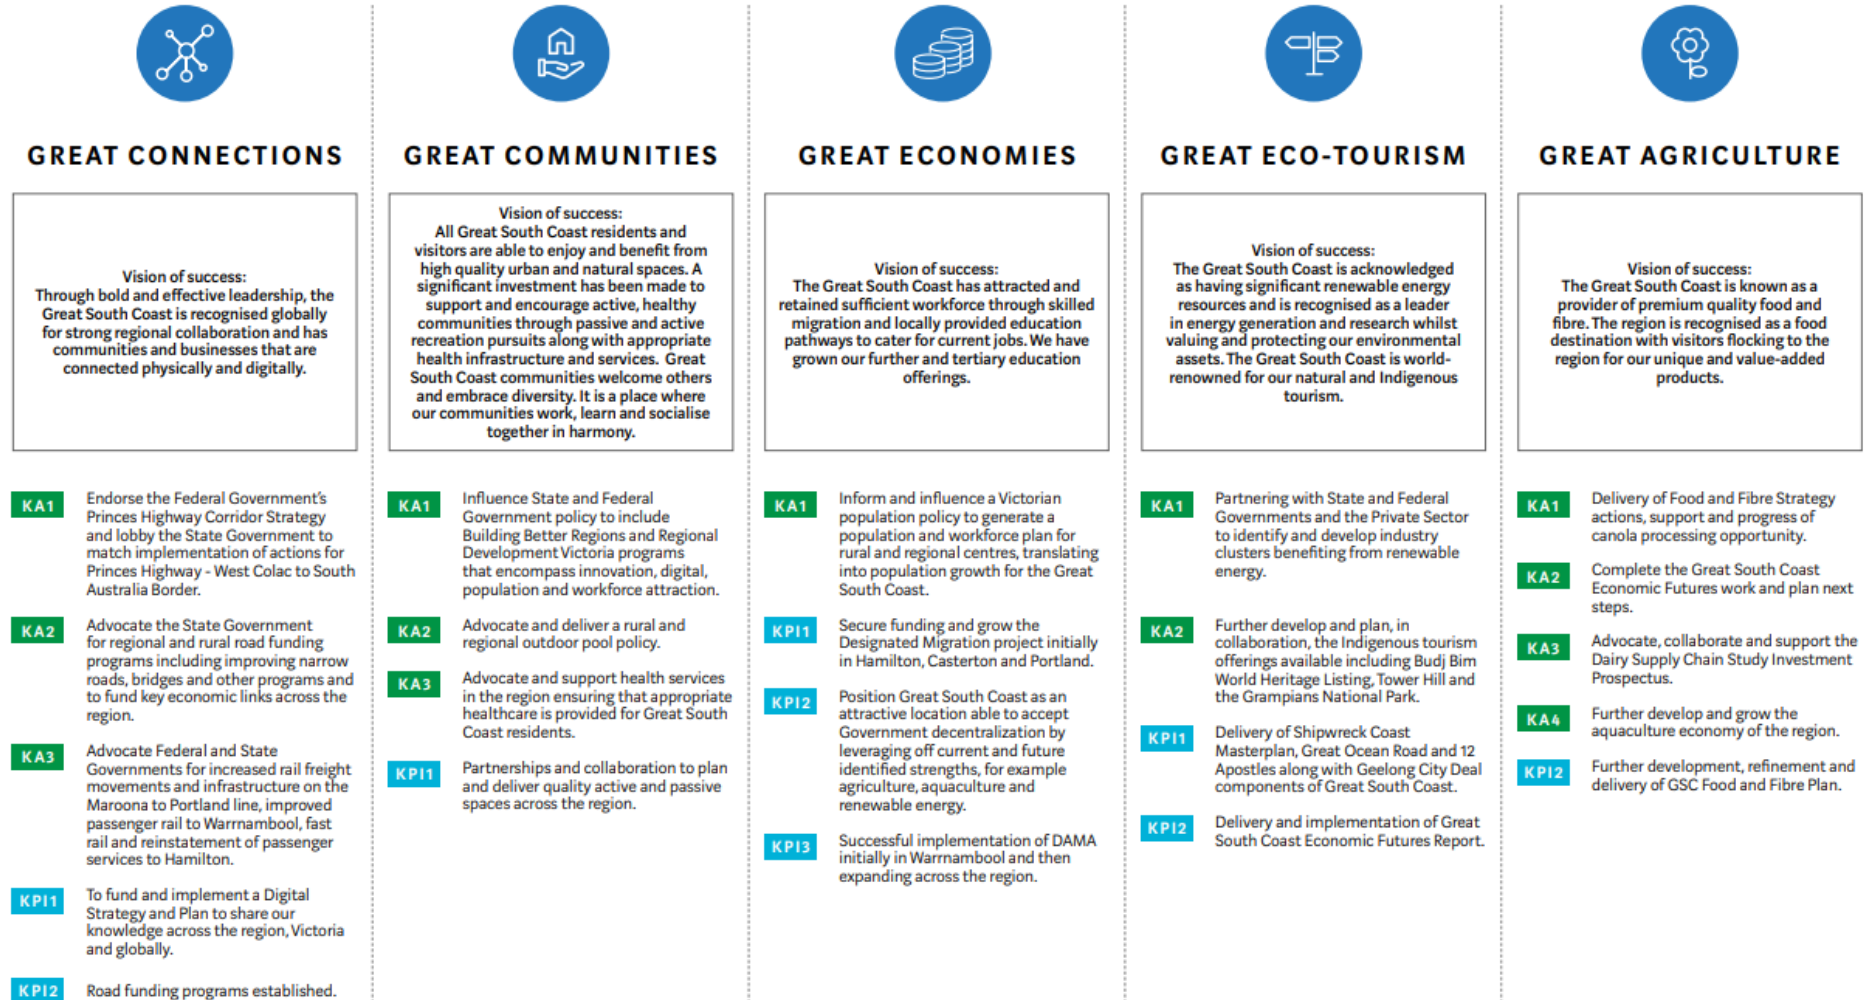 GREAT CONNECTIONS
Vision of success:
Through bold and effective leadership, the
Great South Coast is recognised globally
for strong regional collaboration and has
communities and businesses that are
connected physically and digitally.
KA1
Endorse the Federal Government's
Princes Highway Corridor Strategy
and lobby the State Government to
match implementation of actions for
Princes Highway - West Colac to South
Australia Border.
KA2
Advocate the State Government
for regional and rural road funding
programs including improving narrow
roads, bridges and other programs and
to fund key economic links across the
region.
KA3
Advocate Federal and State
Governments for increased rail freight
movements and infrastructure on the
Maroona to Portland line, improved
passenger rail to Warrnambool, fast
rail and reinstatement of passenger
services to Hamilton.
KPI1
To fund and implement a Digital
Strategy and Plan to share our
knowledge across the region, Victoria
and globally.
KPI2
Road funding programs established.
GREAT COMMUNITIES
Vision of success:
All Great South Coast residents and
visitors are able to enjoy and benefit from
high quality urban and natural spaces. A
significant investment has been made to
support and encourage active, healthy
communities through passive and active
recreation pursuits along with appropriate
health infrastructure and services. Great
South Coast communities welcome others
and embrace diversity. It is a place where
our communities work, learn and socialise
together in harmony.
KA1
Influence State and Federal
Government policy to include
Building Better Regions and Regional
Development Victoria programs
that encompass innovation, digital,
population and workforce attraction.
KA2
Advocate and deliver a rural and
regional outdoor pool policy.
KA3
Advocate and support health services
in the region ensuring that appropriate
healthcare is provided for Great South
Coast residents.
KPI1
Partnerships and collaboration to plan
and deliver quality active and passive
spaces across the region.
GREAT ECONOMIES
Vision of success:
The Great South Coast has attracted and
retained sufficient workforce through skilled
migration and locally provided education
pathways to cater for current jobs. We have
grown our further and tertiary education
offerings.
KA1
Inform and influence a Victorian
population policy to generate a
population and workforce plan for
rural and regional centres, translating
into population growth for the Great
South Coast.
KPI1
Secure funding and grow the
Designated Migration project initially
in Hamilton, Casterton and Portland.
KPI2
Position Great South Coast as an
attractive location able to accept
Government decentralization by
leveraging off current and future
identified strengths, for example
agriculture, aquaculture and
renewable energy.
KPI3
Successful implementation of DAMA
initially in Warrnambool and then
expanding across the region.
GREAT ECO-TOURISM
Vision of success:
The Great South Coast is acknowledged
as having significant renewable energy
resources and is recognised as a leader
in energy generation and research whilst
valuing and protecting our environmental
assets. The Great South Coast is world-
renowned for our natural and Indigenous
tourism.
KA1
Partnering with State and Federal
Governments and the Private Sector
to identify and develop industry
clusters benefiting from renewable
energy.
KA2
Further develop and plan, in
collaboration, the Indigenous tourism
offerings available including Budj Bim
World Heritage Listing, Tower Hill and
the Grampians National Park.
KPI1
Delivery of Shipwreck Coast
Masterplan, Great Ocean Road and 12
Apostles along with Geelong City Deal
components of Great South Coast.
KPI2
Delivery and implementation of Great
South Coast Economic Futures Report.
GREAT AGRICULTURE
Vision of success:
The Great South Coast is known as a
provider of premium quality food and
fibre. The region is recognised as a food
destination with visitors flocking to the
region for our unique and value-added
products.
KA1
Delivery of Food and Fibre Strategy
actions, support and progress of
canola processing opportunity.
KA2
Complete the Great South Coast
Economic Futures work and plan next
steps.
KA3
Advocate, collaborate and support the
Dairy Supply Chain Study Investment
Prospectus.
KA4
Further develop and grow the
aquaculture economy of the region.
KPI2
Further development, refinement and
delivery of GSC Food and Fibre Plan.